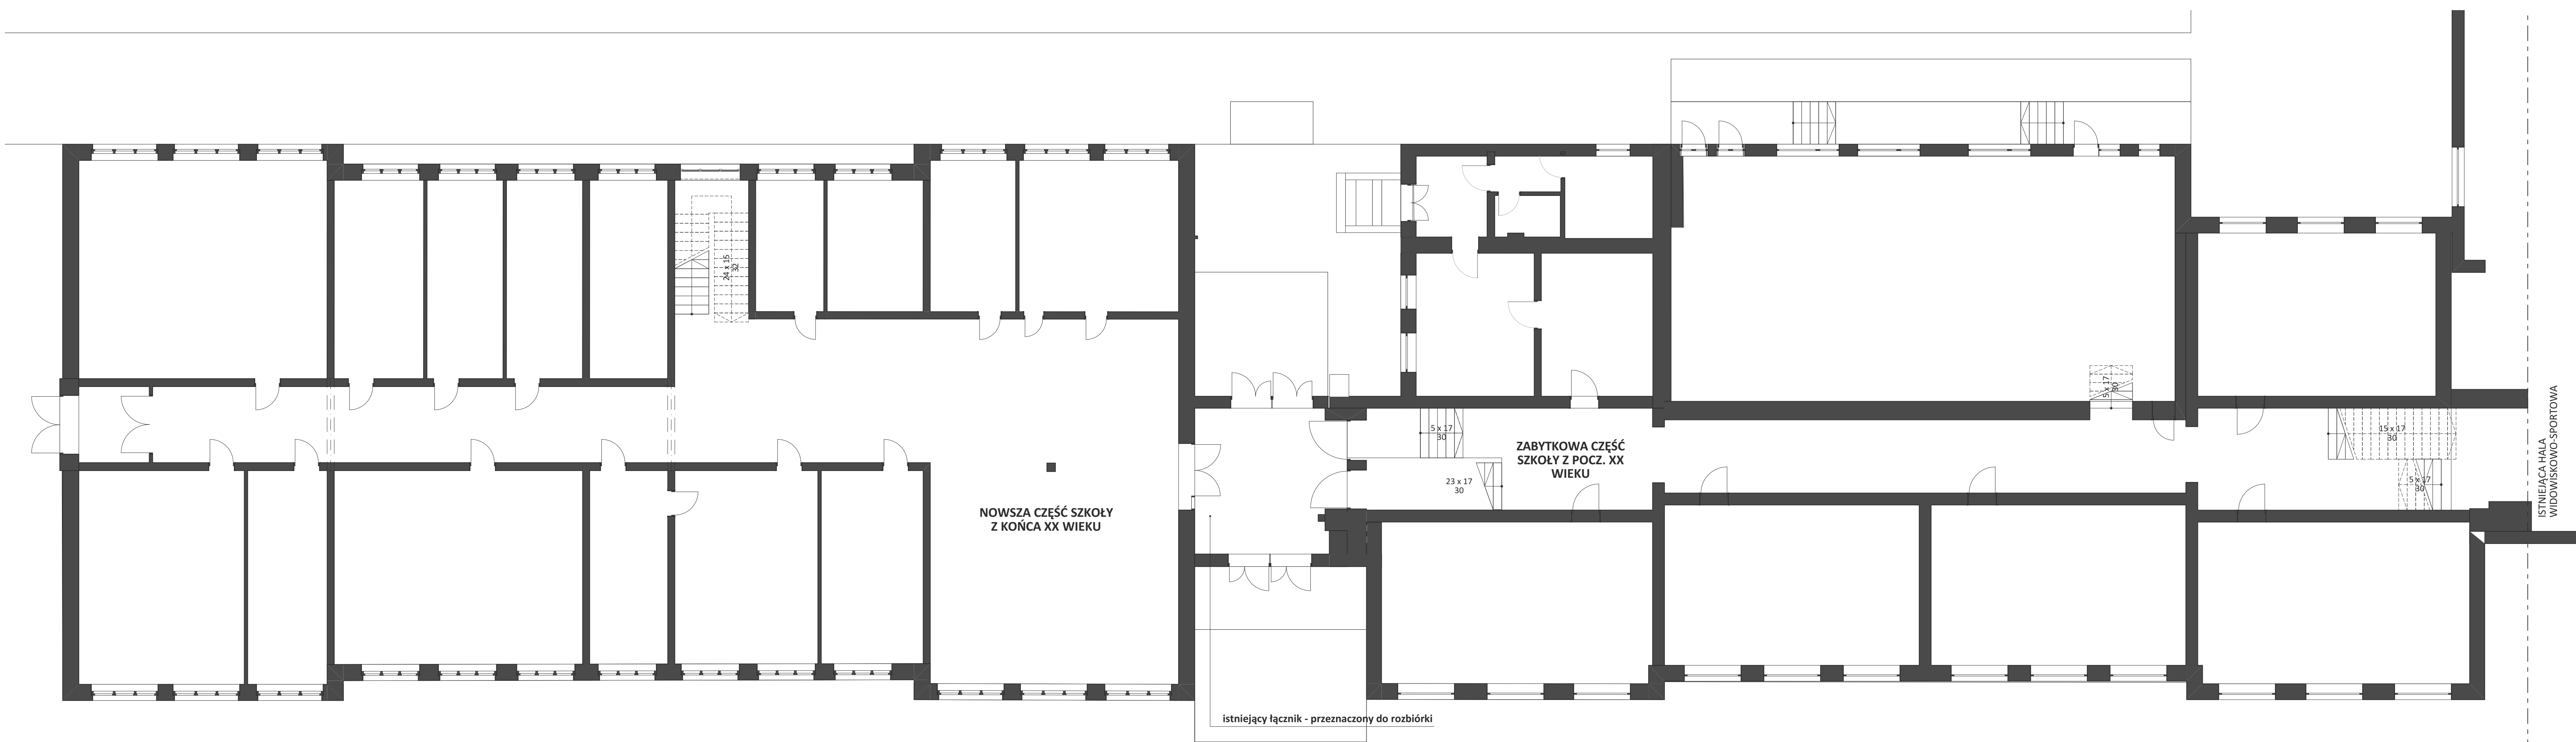 24 x 15
32
NOWSZA CZĘŚĆ SZKOŁY
Z KOŃCA XX WIEKU
istniejący łącznik - przeznaczony do rozbiórki
5 x 17
30
23 x 17
30
ZABYTKOWA CZĘŚĆ
SZKOŁY Z POCZ. XX
WIEKU
5 x 17
30
15 x 17
30
5 x 17
30
ISTNIEJĄCA HALA
WIDOWISKOWO-SPORTOWA